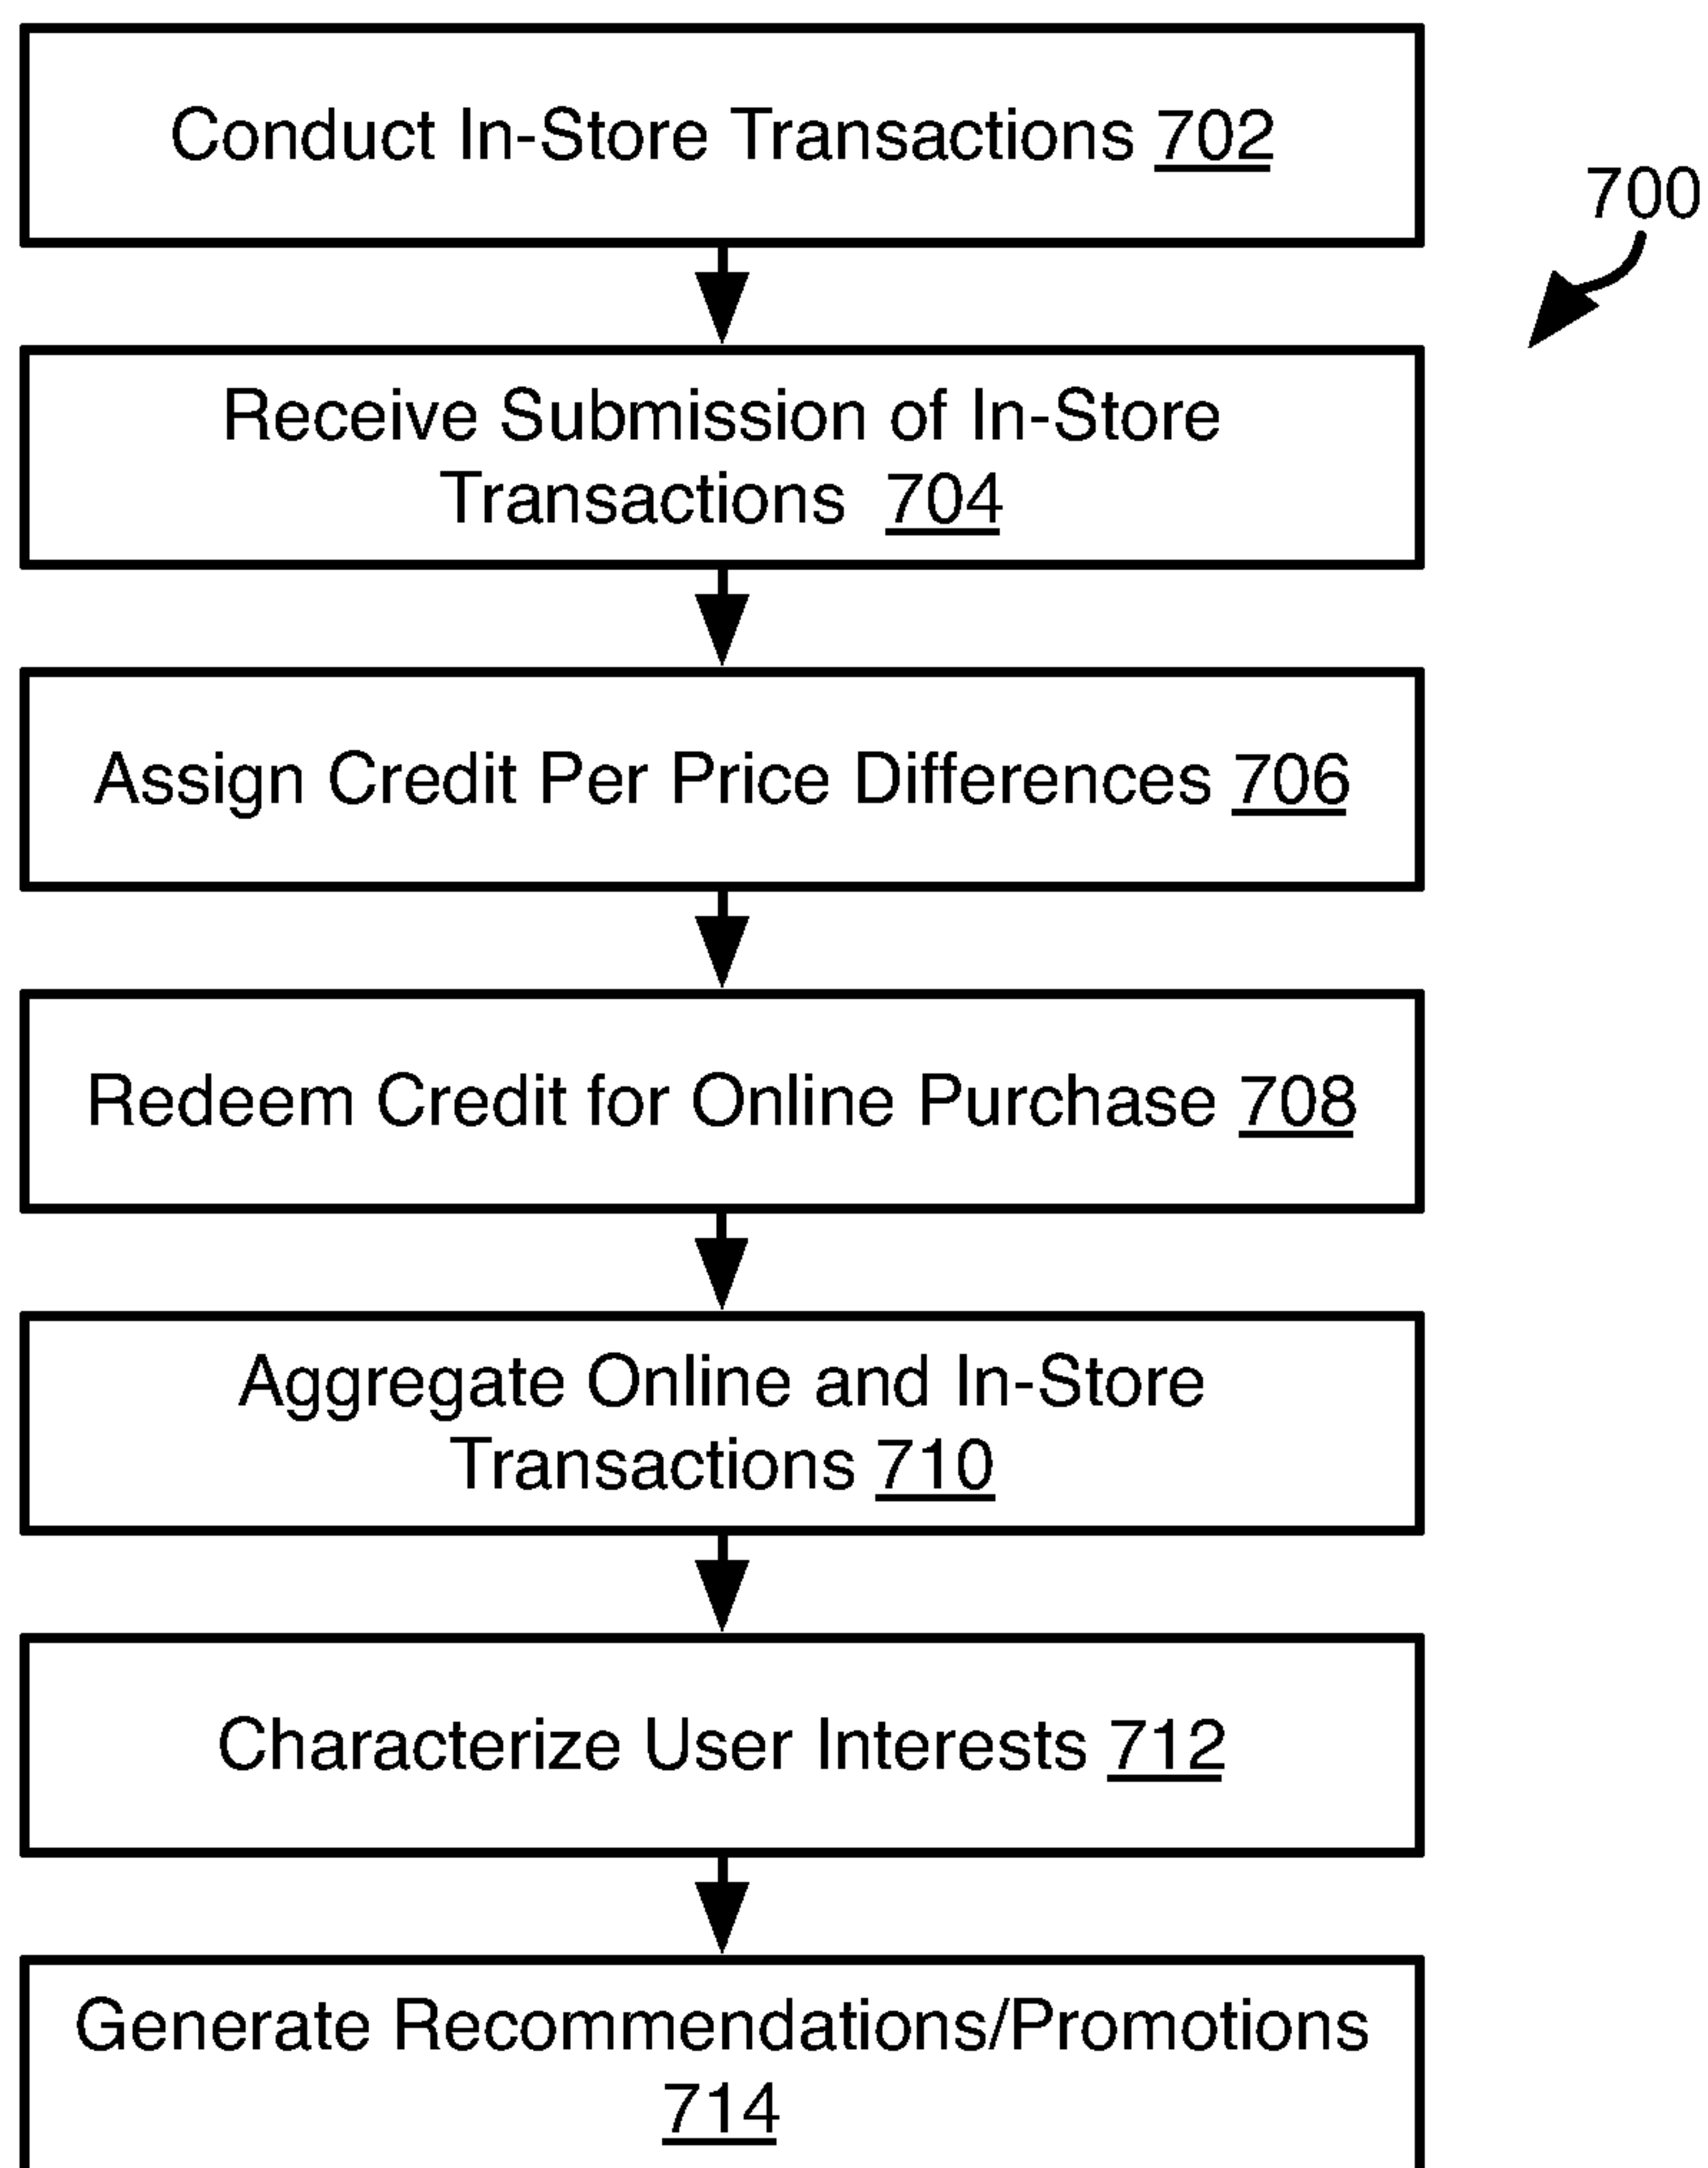 Conduct In-Store Transactions 702
700
Receive Submission of In-Store
Transactions 704
Assign Credit Per Price Differences 706
Redeem Credit for Online Purchase 708
Aggregate Online and In-Store
Transactions 710
Characterize User Interests 712
Generate Recommendations/Promotions
714